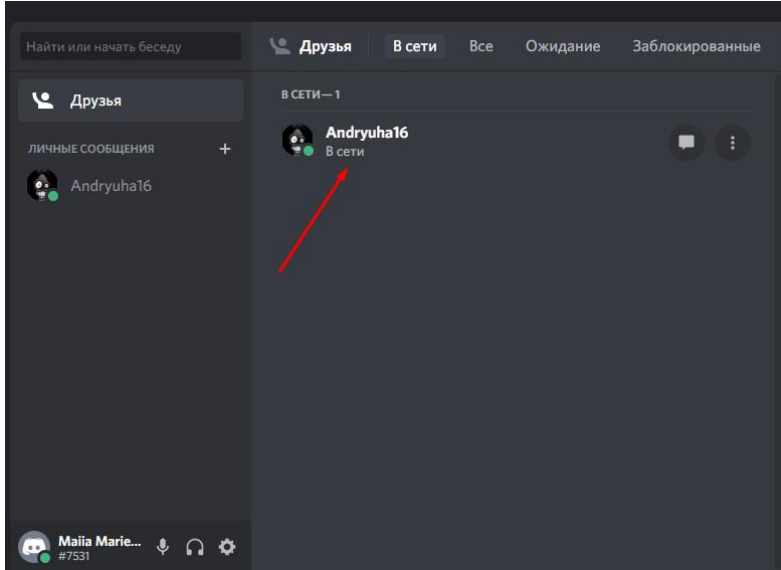 Найти или начать беседу
Друзья
ЛИЧНЫЕ СООБЩЕНИЯ +
Andryuha16
Maiia Marie...
#7531
Друзья В сети Все Ожидание Заблокированные
В СЕТИ—1
Andryuha16
В сети